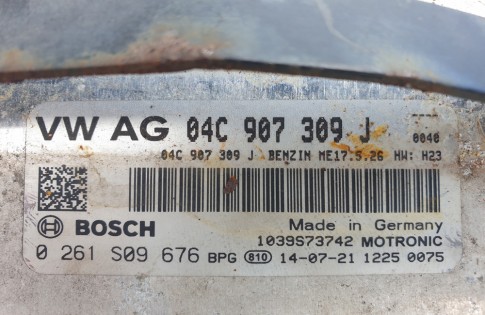 VW AG 04C 907 309 J 0040
04C 907 309 J BENZIN ME17.5.26 HW: H23
BOSCH Made in Germany
1039S73742 MOTRONIC
0 261 S09 676 BPG 810 14-07-21 1225 0075